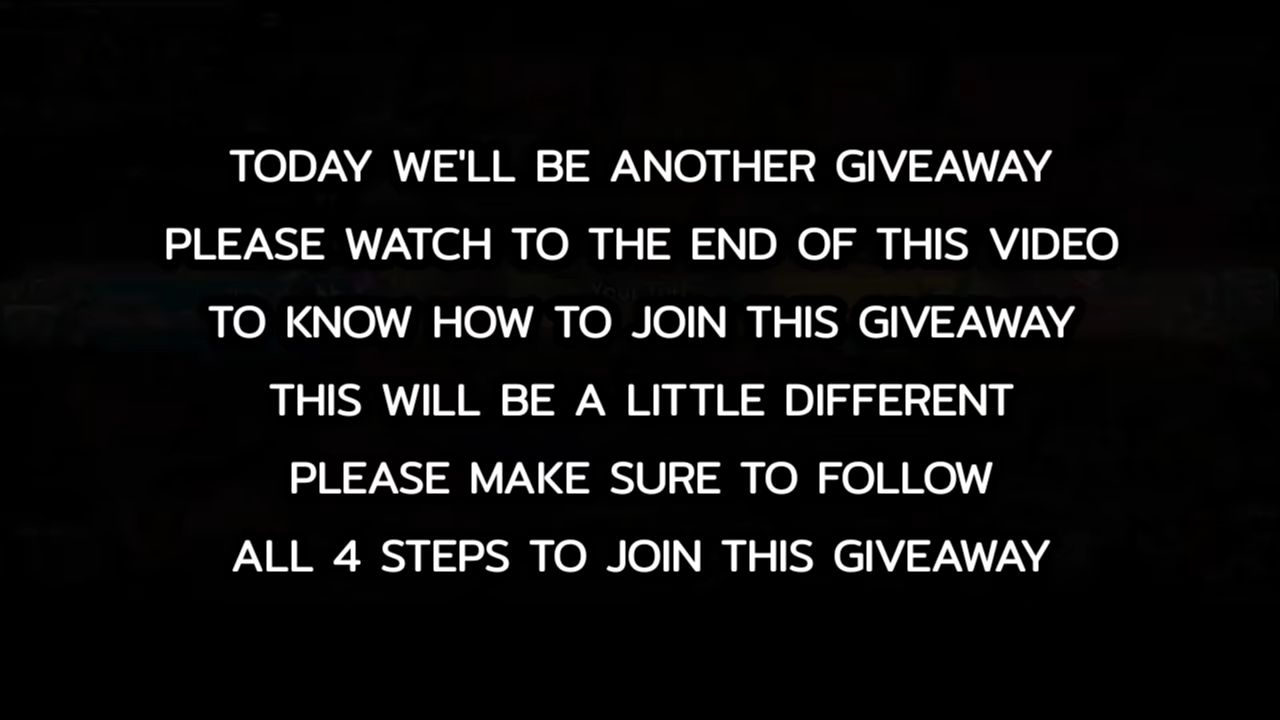 TODAY WE'LL BE ANOTHER GIVEAWAY
PLEASE WATCH TO THE END OF THIS VIDEO
TO KNOW HOW TO JOIN THIS GIVEAWAY
THIS WILL BE A LITTLE DIFFERENT
PLEASE MAKE SURE TO FOLLOW
ALL 4 STEPS TO JOIN THIS GIVEAWAY